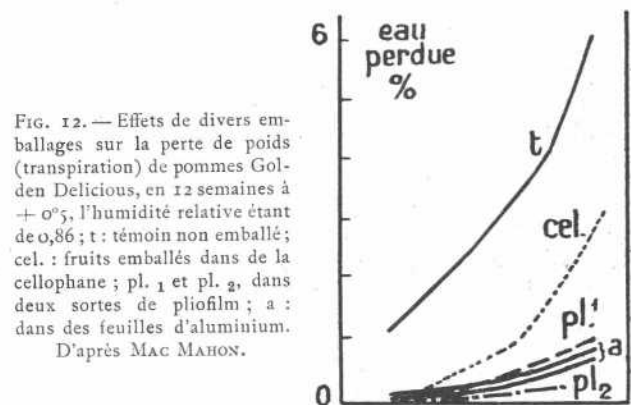 FIG. 12. — Effets de divers em-
ballages sur la perte de poids
(transpiration) de pommes Gol-
den Delicious, en 12 semaines à
+ 0°5, l'humidité relative étant
de 0,86 ; t : témoin non emballé ;
cel. : fruits emballés dans de la
cellophane ; pl. 1 et pl. 2, dans
deux sortes de pliofilm ; a :
dans des feuilles d'aluminium.
D'après MAC MAHON.
6
eau
perdue
%
t
cel.
pl1
a
pl2
0